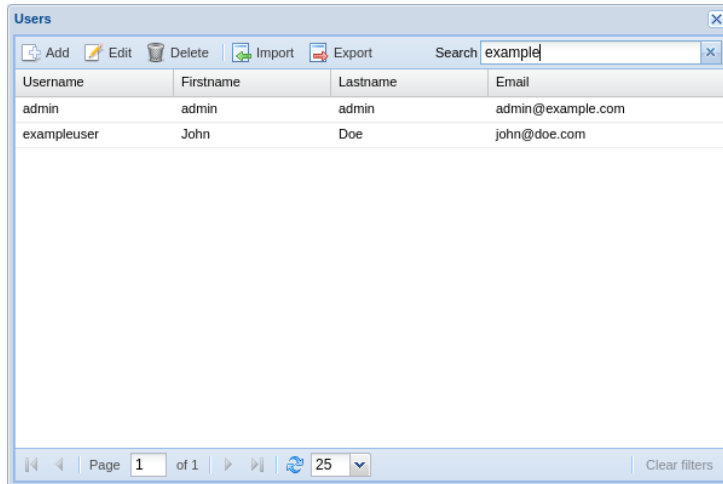 Users
Add Edit Delete Import Export Search example
Username Firstname Lastname Email
admin admin admin admin@example.com
exampleuser John Doe john@doe.com
Page 1 of 1 25 Clear filters